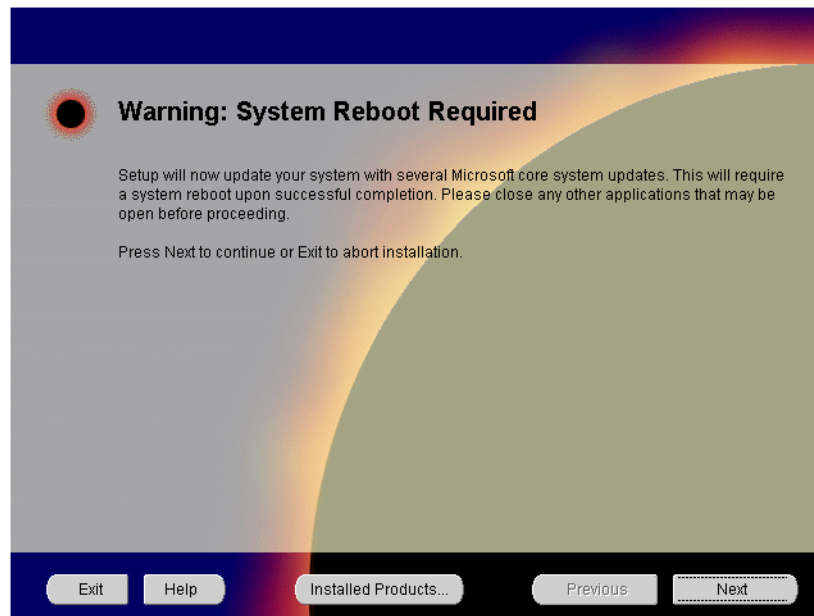 Warning: System Reboot Required
Setup will now update your system with several Microsoft core system updates. This will require
a system reboot upon successful completion. Please close any other applications that may be
open before proceeding.
Press Next to continue or Exit to abort installation.
Exit
Help
Installed Products...
Previous
Next